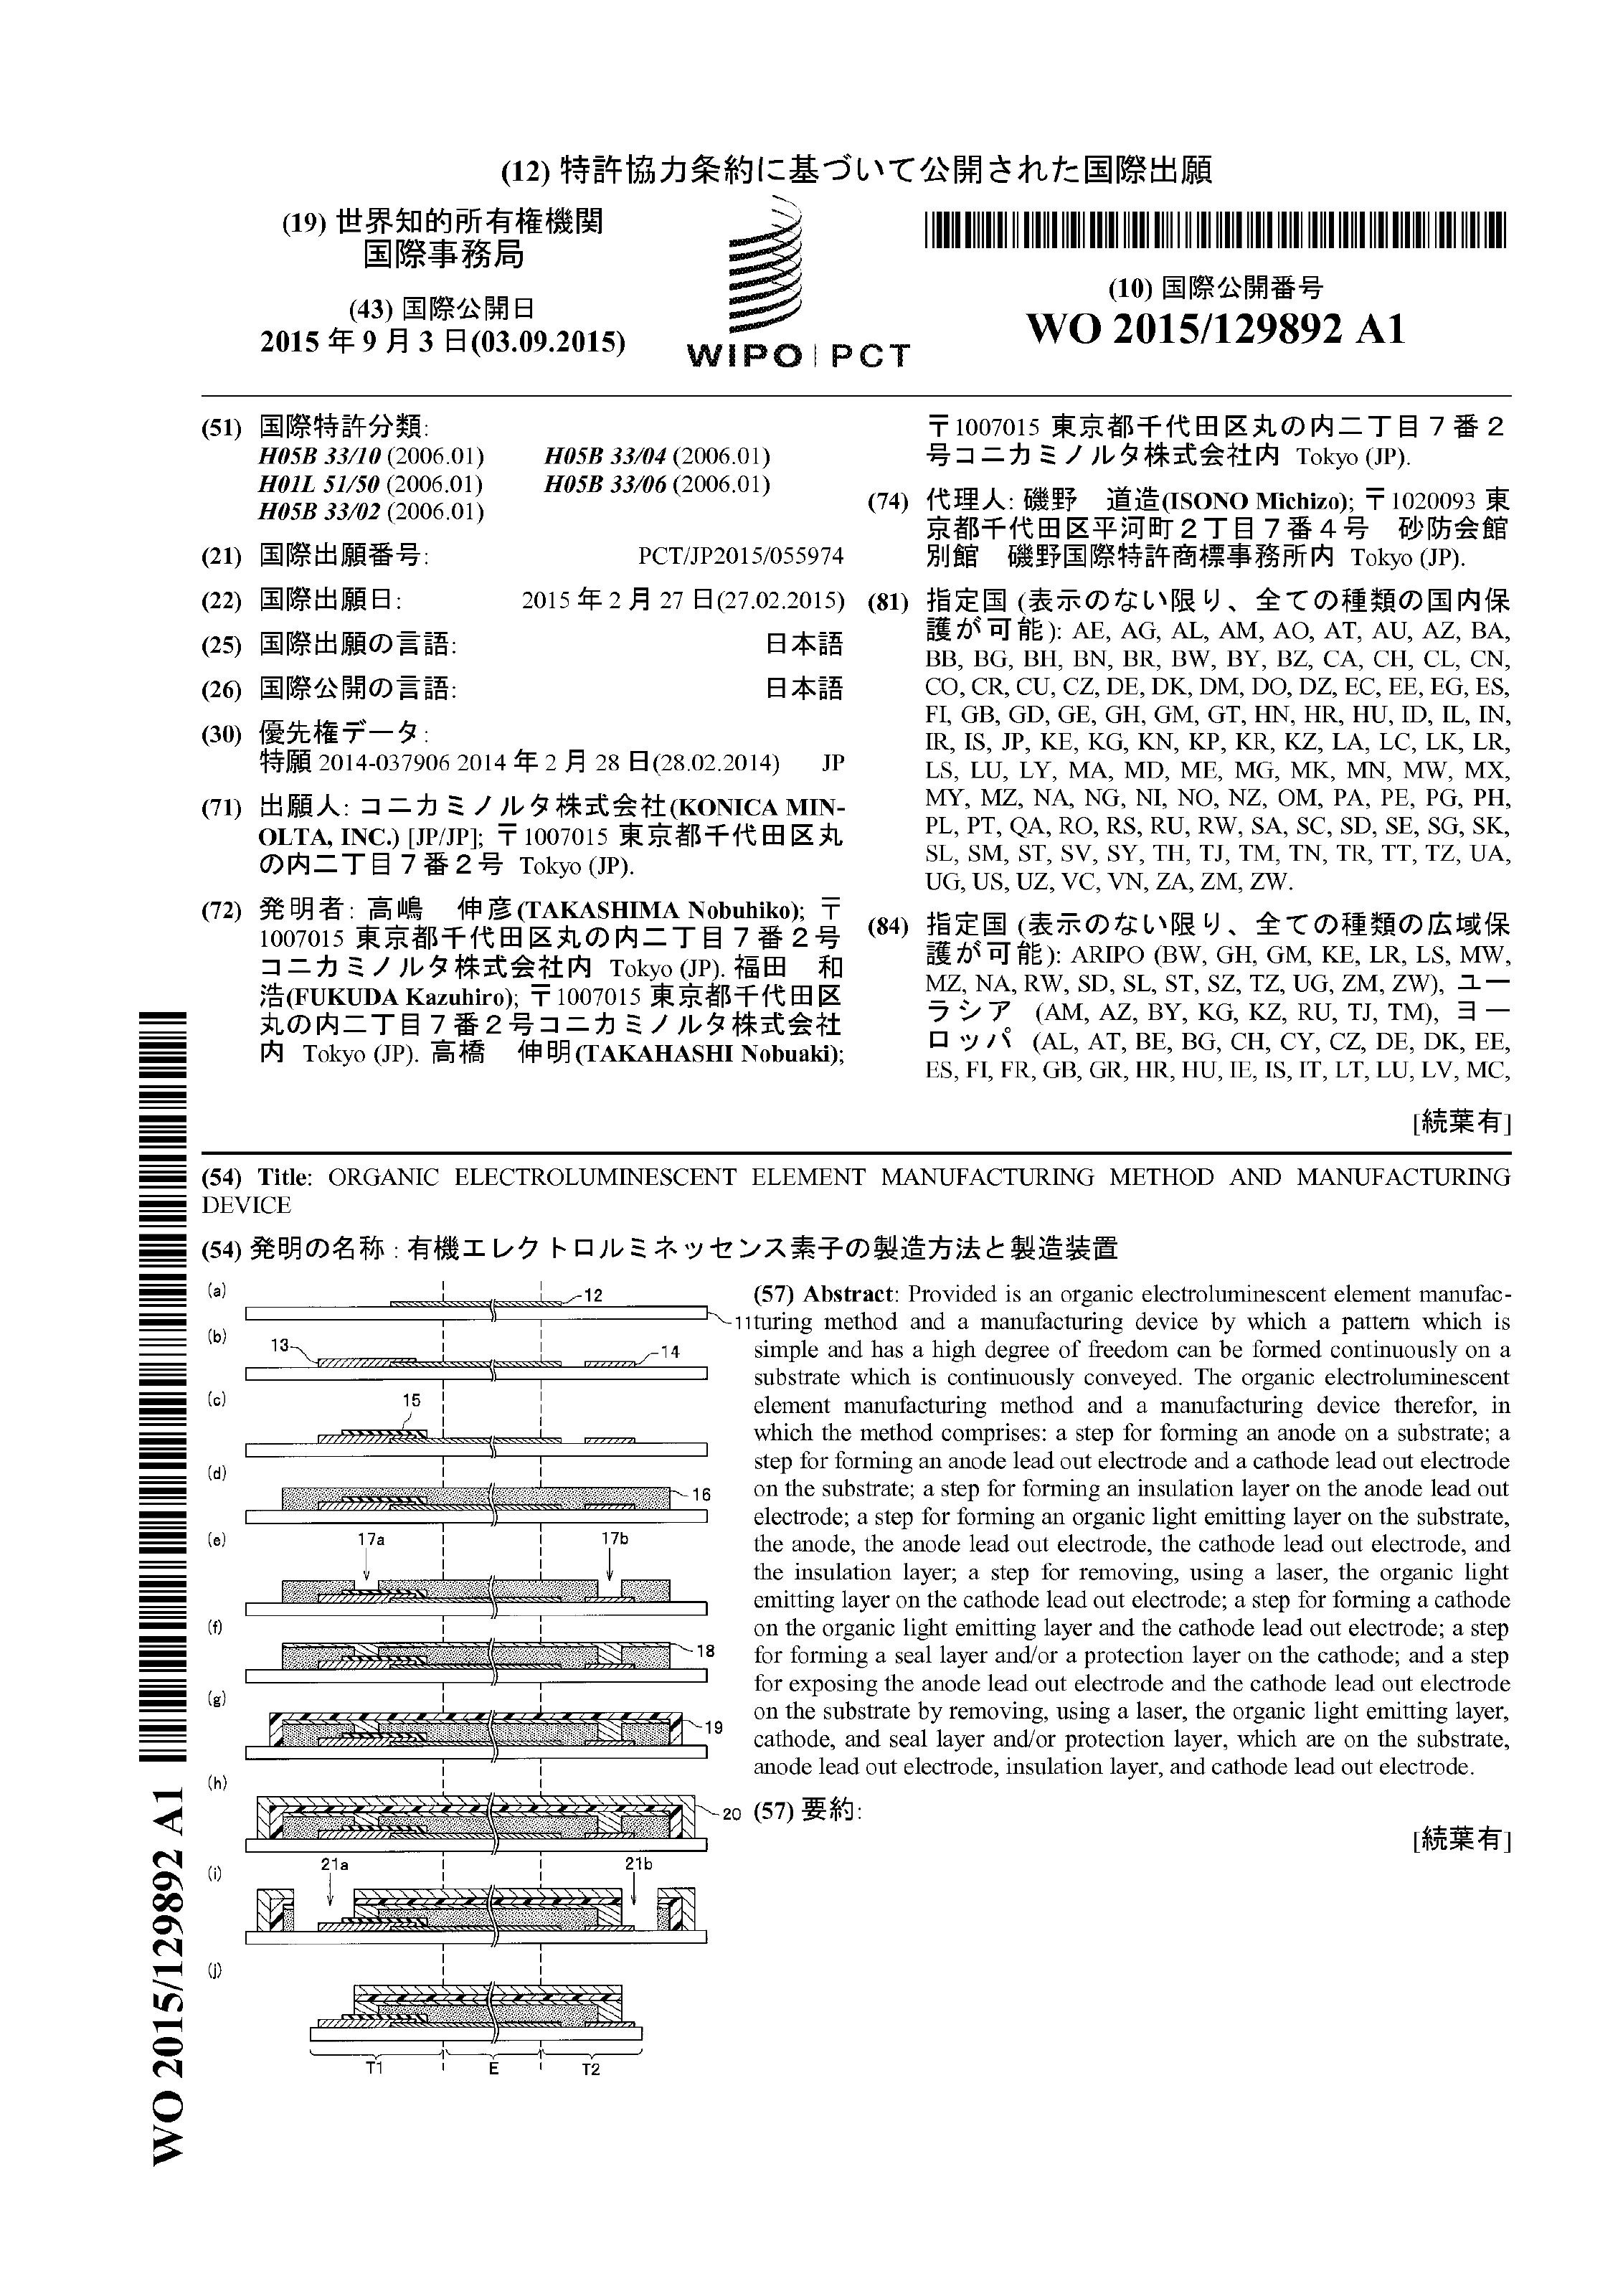 (12) 特許協力条約に基づいて公開された国際出願
(19) 世界知的所有権機関
国際事務局
(43) 国際公開日
2015 年 9 月 3 日(03.09.2015)
WIPO | PCT
(10) 国際公開番号
WO 2015/129892 A1
(51) 国際特許分類:
H05B 33/10 (2006.01) H05B 33/04 (2006.01)
H01L 51/50 (2006.01) H05B 33/06 (2006.01)
H05B 33/02 (2006.01)
(21) 国際出願番号: PCT/JP2015/055974
(22) 国際出願日: 2015 年 2 月 27 日(27.02.2015)
(25) 国際出願の言語: 日本語
(26) 国際公開の言語: 日本語
(30) 優先権データ:
特願 2014-037906 2014 年 2 月 28 日(28.02.2014) JP
(71) 出願人: コニカミノルタ株式会社(KONICA MIN-
OLTA, INC.) [JP/JP]; 〒1007015 東京都千代田区丸
の内二丁目7番2号 Tokyo (JP).
(72) 発明者: 高嶋 伸彦(TAKASHIMA Nobuhiko); 〒
1007015 東京都千代田区丸の内二丁目7番2号
コニカミノルタ株式会社内 Tokyo (JP). 福田 和
浩(FUKUDA Kazuhiro); 〒1007015 東京都千代田区
丸の内二丁目7番2号コニカミノルタ株式会社
内 Tokyo (JP). 高橋 伸明(TAKAHASHI Nobuaki);
〒1007015 東京都千代田区丸の内二丁目7番2
号コニカミノルタ株式会社内 Tokyo (JP).
(74) 代理人: 磯野 道造(ISONO Michizo); 〒1020093 東
京都千代田区平河町2丁目7番4号 砂防会館
別館 磯野国際特許商標事務所内 Tokyo (JP).
(81) 指定国 (表示のない限り、全ての種類の国内保
護が可能): AE, AG, AL, AM, AO, AT, AU, AZ, BA,
BB, BG, BH, BN, BR, BW, BY, BZ, CA, CH, CL, CN,
CO, CR, CU, CZ, DE, DK, DM, DO, DZ, EC, EE, EG, ES,
FI, GB, GD, GE, GH, GM, GT, HN, HR, HU, ID, IL, IN,
IR, IS, JP, KE, KG, KN, KP, KR, KZ, LA, LC, LK, LR,
LS, LU, LY, MA, MD, ME, MG, MK, MN, MW, MX,
MY, MZ, NA, NG, NI, NO, NZ, OM, PA, PE, PG, PH,
PL, PT, QA, RO, RS, RU, RW, SA, SC, SD, SE, SG, SK,
SL, SM, ST, SV, SY, TH, TJ, TM, TN, TR, TT, TZ, UA,
UG, US, UZ, VC, VN, ZA, ZM, ZW.
(84) 指定国 (表示のない限り、全ての種類の広域保
護が可能): ARIPO (BW, GH, GM, KE, LR, LS, MW,
MZ, NA, RW, SD, SL, ST, SZ, TZ, UG, ZM, ZW), ユー
ラシア (AM, AZ, BY, KG, KZ, RU, TJ, TM), ヨー
ロッパ (AL, AT, BE, BG, CH, CY, CZ, DE, DK, EE,
ES, FI, FR, GB, GR, HR, HU, IE, IS, IT, LT, LU, LV, MC,
[続葉有]
(54) Title: ORGANIC ELECTROLUMINESCENT ELEMENT MANUFACTURING METHOD AND MANUFACTURING
DEVICE
(54) 発明の名称 : 有機エレクトロルミネッセンス素子の製造方法と製造装置
(a) 12
11
(b) 13 14
(c) 15
(d) 16
(e) 17a 17b
(f) 18
(g) 19
(h) 20
(i) 21a 21b
(j)
T1 E T2
(57) Abstract: Provided is an organic electroluminescent element manufac-
turing method and a manufacturing device by which a pattern which is
simple and has a high degree of freedom can be formed continuously on a
substrate which is continuously conveyed. The organic electroluminescent
element manufacturing method and a manufacturing device therefor, in
which the method comprises: a step for forming an anode on a substrate; a
step for forming an anode lead out electrode and a cathode lead out electrode
on the substrate; a step for forming an insulation layer on the anode lead out
electrode; a step for forming an organic light emitting layer on the substrate,
the anode, the anode lead out electrode, the cathode lead out electrode, and
the insulation layer; a step for removing, using a laser, the organic light
emitting layer on the cathode lead out electrode; a step for forming a cathode
on the organic light emitting layer and the cathode lead out electrode; a step
for forming a seal layer and/or a protection layer on the cathode; and a step
for exposing the anode lead out electrode and the cathode lead out electrode
on the substrate by removing, using a laser, the organic light emitting layer,
cathode, and seal layer and/or protection layer, which are on the substrate,
anode lead out electrode, insulation layer, and cathode lead out electrode.
(57) 要約:
[続葉有]
WO 2015/129892 A1